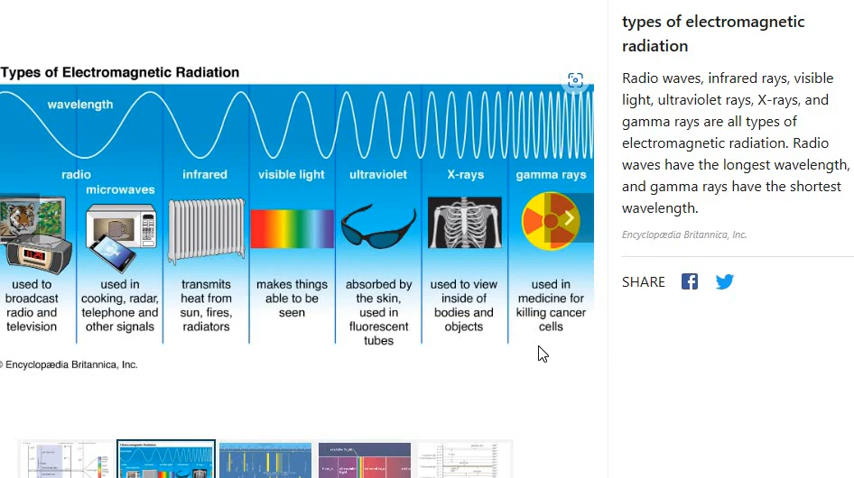 types of electromagnetic
radiation
Types of Electromagnetic Radiation
wavelength
radio
microwaves
infrared
visible light
ultraviolet
X-rays
gamma rays
used to
broadcast
radio and
television
used in
cooking, radar,
telephone and
other signals
transmits
heat from
sun, fires,
radiators
makes things
able to be
seen
absorbed by
the skin,
used in
fluorescent
tubes
used to view
inside of
bodies and
objects
used in
medicine for
killing cancer
cells
© Encyclopædia Britannica, Inc.
Radio waves, infrared rays, visible
light, ultraviolet rays, X-rays, and
gamma rays are all types of
electromagnetic radiation. Radio
waves have the longest wavelength,
and gamma rays have the shortest
wavelength.
Encyclopædia Britannica, Inc.
SHARE